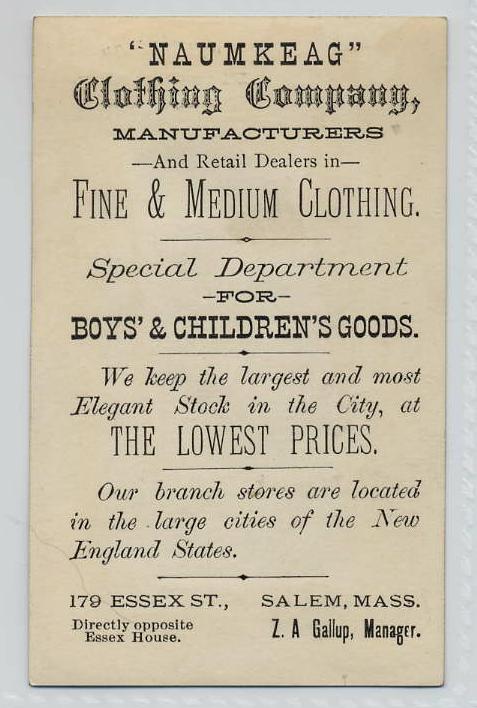 "NAUMKEAG"
Clothing Company,
MANUFACTURERS
—And Retail Dealers in—
FINE & MEDIUM CLOTHING.
Special Department
-FOR-
BOYS' & CHILDREN'S GOODS.
We keep the largest and most
Elegant Stock in the City, at
THE LOWEST PRICES.
Our branch stores are located
in the large cities of the New
England States.
179 ESSEX ST., SALEM, MASS.
Directly opposite
Essex House.
Z. A Gallup, Manager.